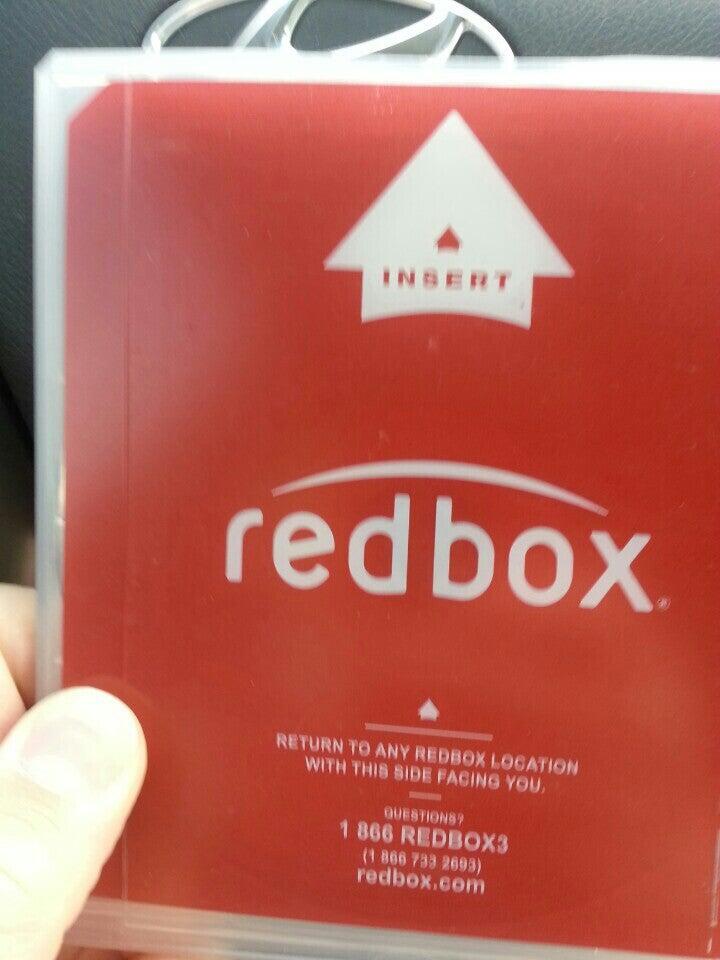 INSERT
redbox®
RETURN TO ANY REDBOX LOCATION
WITH THIS SIDE FACING YOU.
QUESTIONS?
1 866 REDBOX3
(1 866 733 2693)
redbox.com